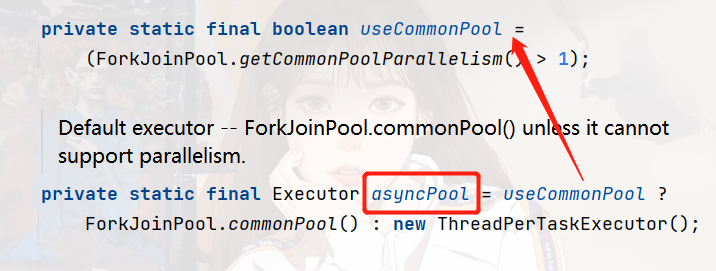 private static final boolean useCommonPool =
(ForkJoinPool.getCommonPoolParallelism() > 1);
Default executor -- ForkJoinPool.commonPool() unless it cannot
support parallelism.
private static final Executor asyncPool = useCommonPool ?
ForkJoinPool.commonPool() : new ThreadPerTaskExecutor();